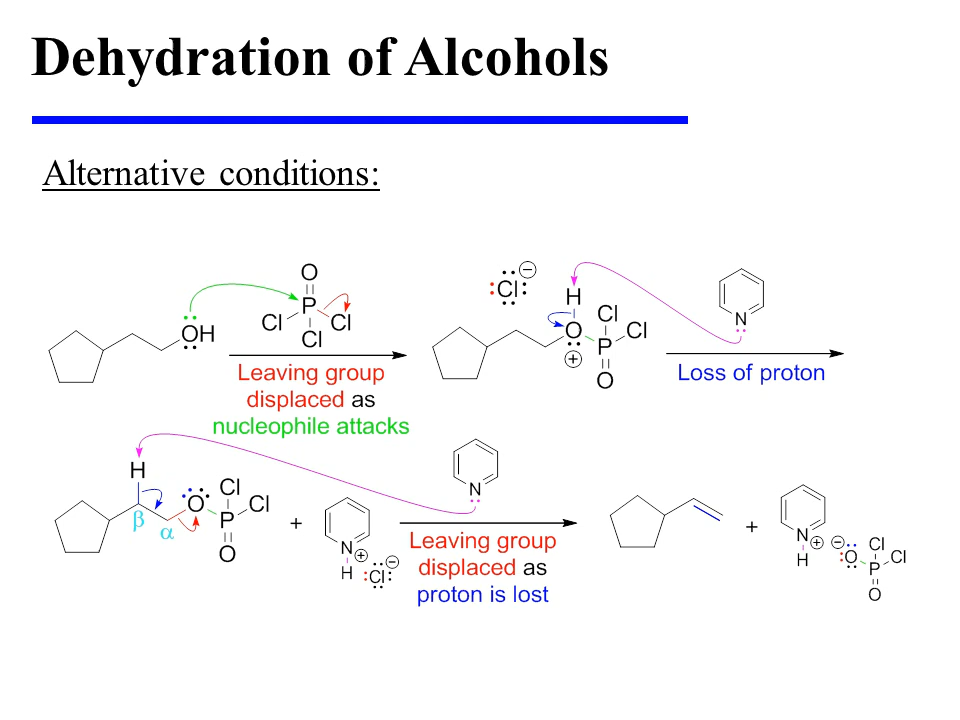 Dehydration of Alcohols
Alternative conditions:
OH
O
P
Cl
Cl
Cl
Leaving group
displaced as
nucleophile attacks
Cl
−
H
O
+
Cl
P
Cl
O
N
Loss of proton
H
β
α
O
Cl
P
Cl
O
+
N
+
H
Cl
−
N
Leaving group
displaced as
proton is lost
+
N
+
H
−
O
Cl
P
Cl
O